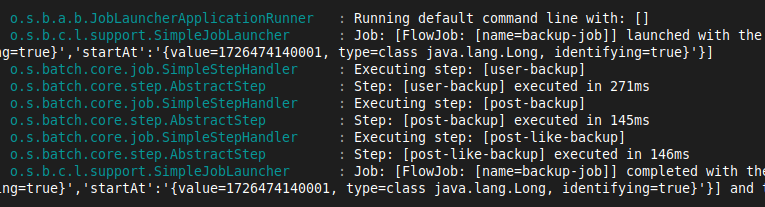 o.s.b.a.b.JobLauncherApplicationRunner : Running default command line with: []
o.s.b.c.l.support.SimpleJobLauncher : Job: [FlowJob: [name=backup-job]] launched with the
ng=true}','startAt':'{value=1726474140001, type=class java.lang.Long, identifying=true}'}]
o.s.batch.core.job.SimpleStepHandler : Executing step: [user-backup]
o.s.batch.core.step.AbstractStep : Step: [user-backup] executed in 271ms
o.s.batch.core.job.SimpleStepHandler : Executing step: [post-backup]
o.s.batch.core.step.AbstractStep : Step: [post-backup] executed in 145ms
o.s.batch.core.job.SimpleStepHandler : Executing step: [post-like-backup]
o.s.batch.core.step.AbstractStep : Step: [post-like-backup] executed in 146ms
o.s.b.c.l.support.SimpleJobLauncher : Job: [FlowJob: [name=backup-job]] completed with the
ing=true}','startAt':'{value=1726474140001, type=class java.lang.Long, identifying=true}'}] and